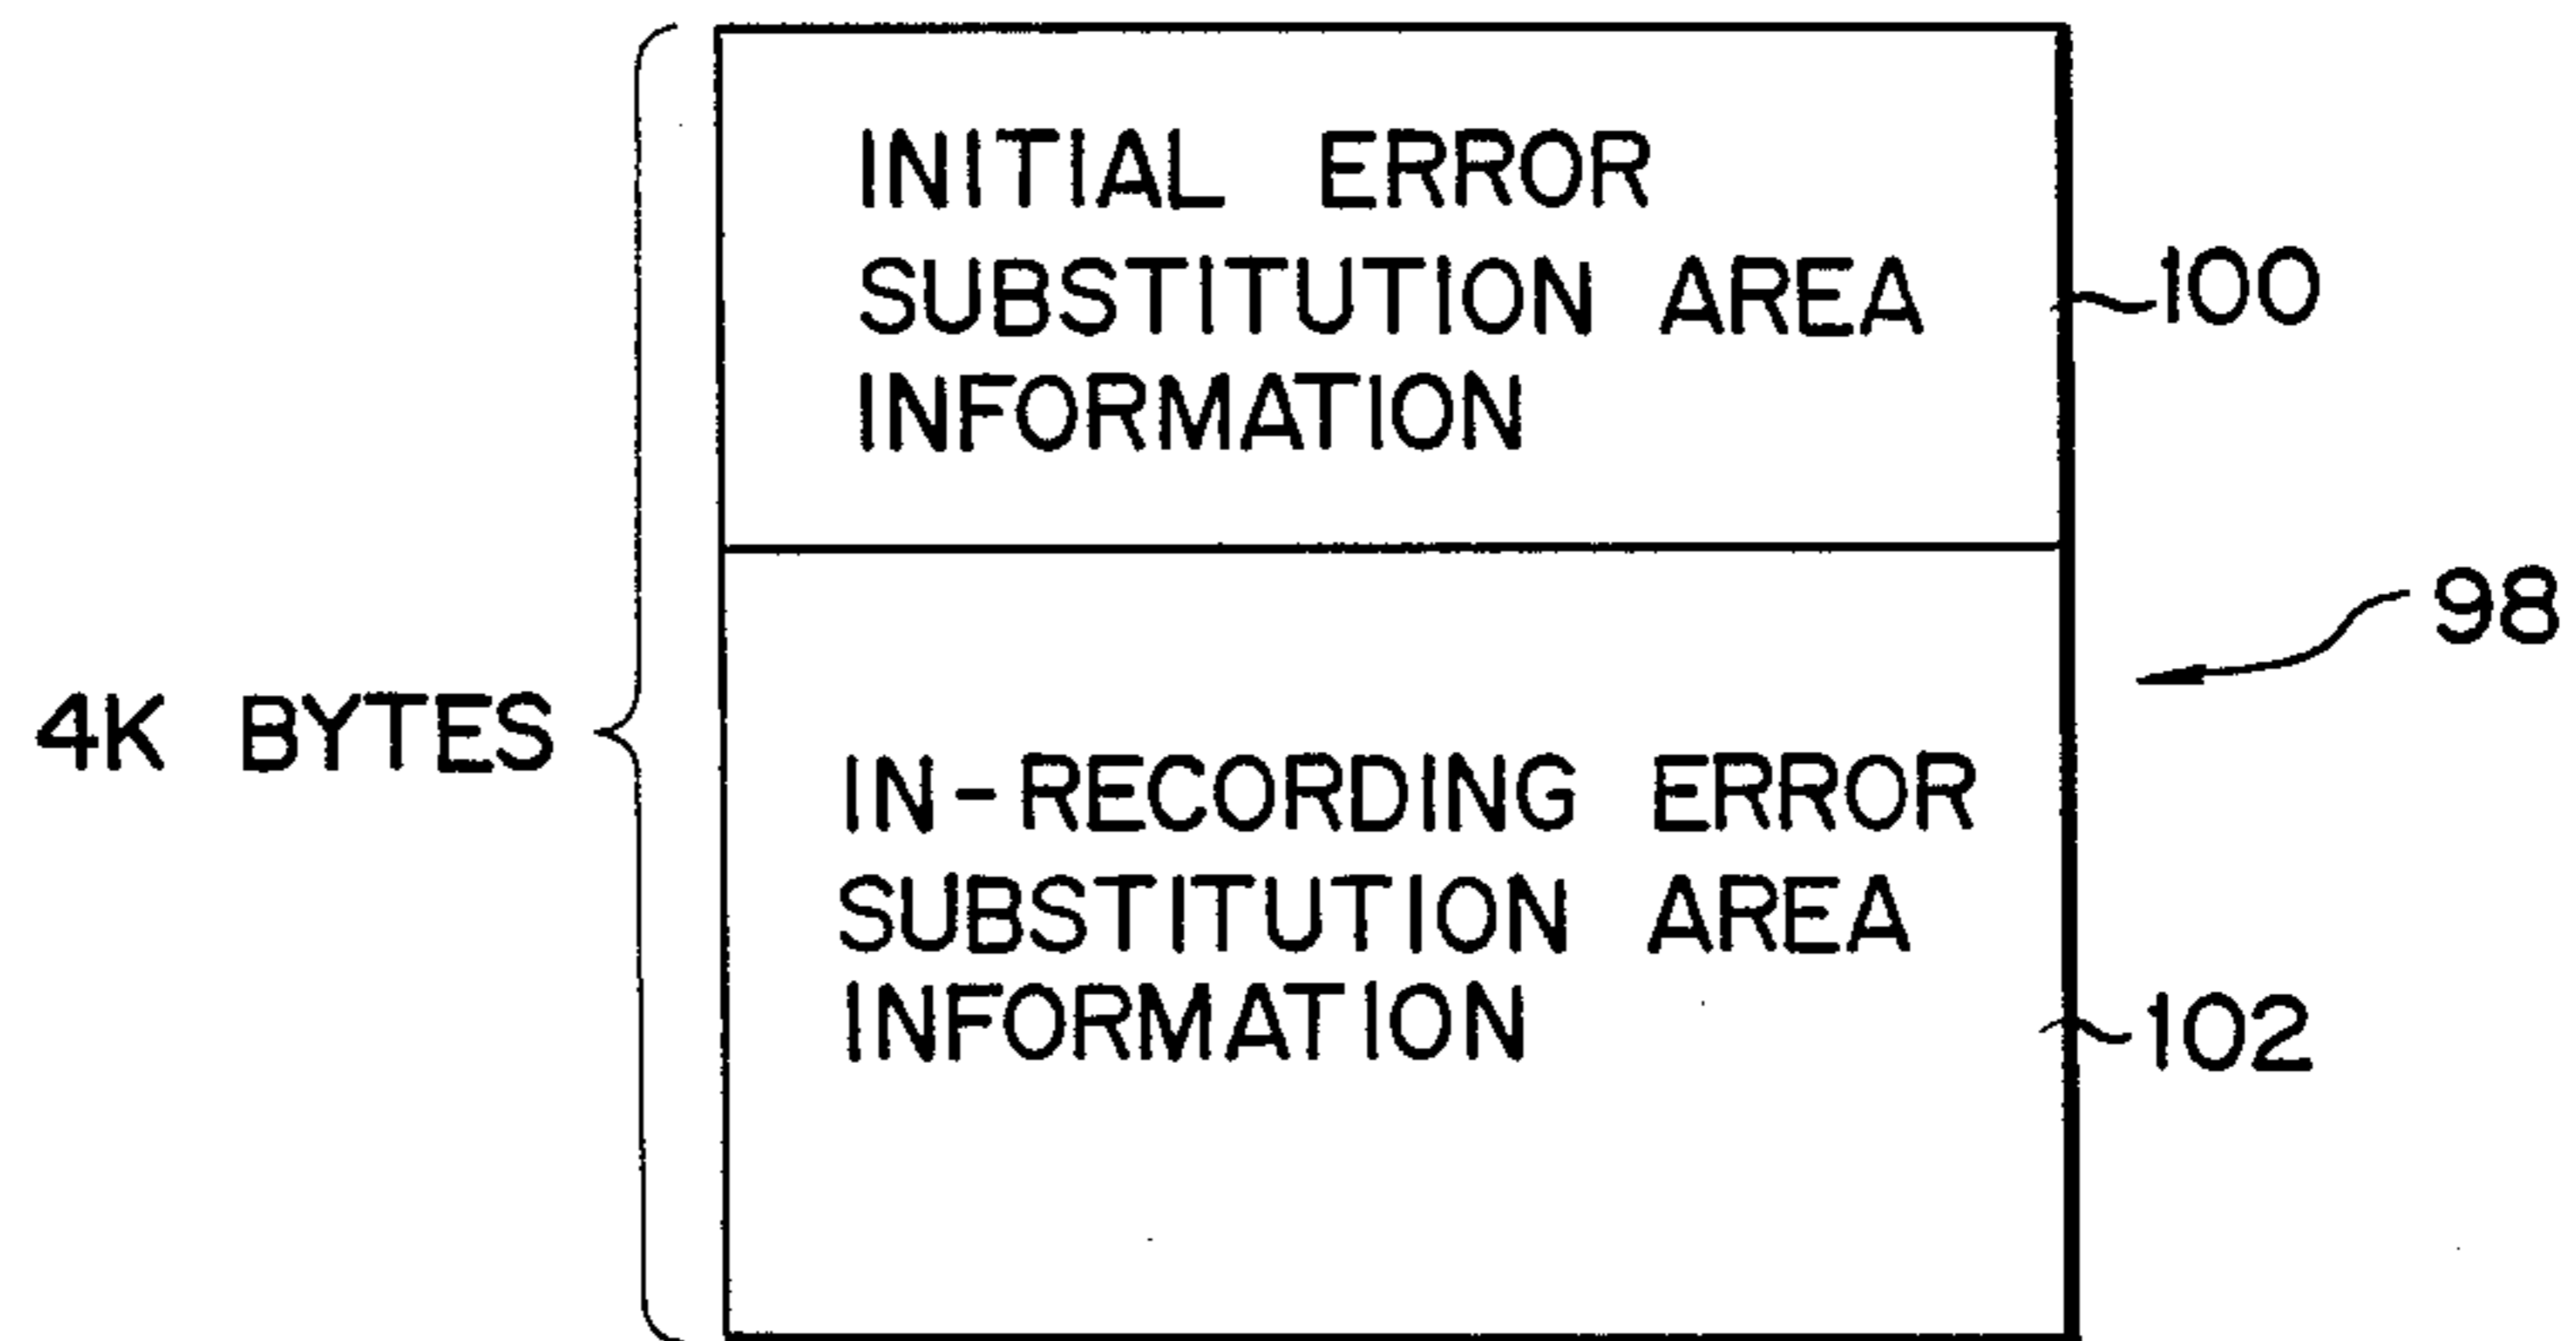 INITIAL ERROR
SUBSTITUTION AREA
INFORMATION
100
98
4K BYTES
IN-RECORDING ERROR
SUBSTITUTION AREA
INFORMATION
102